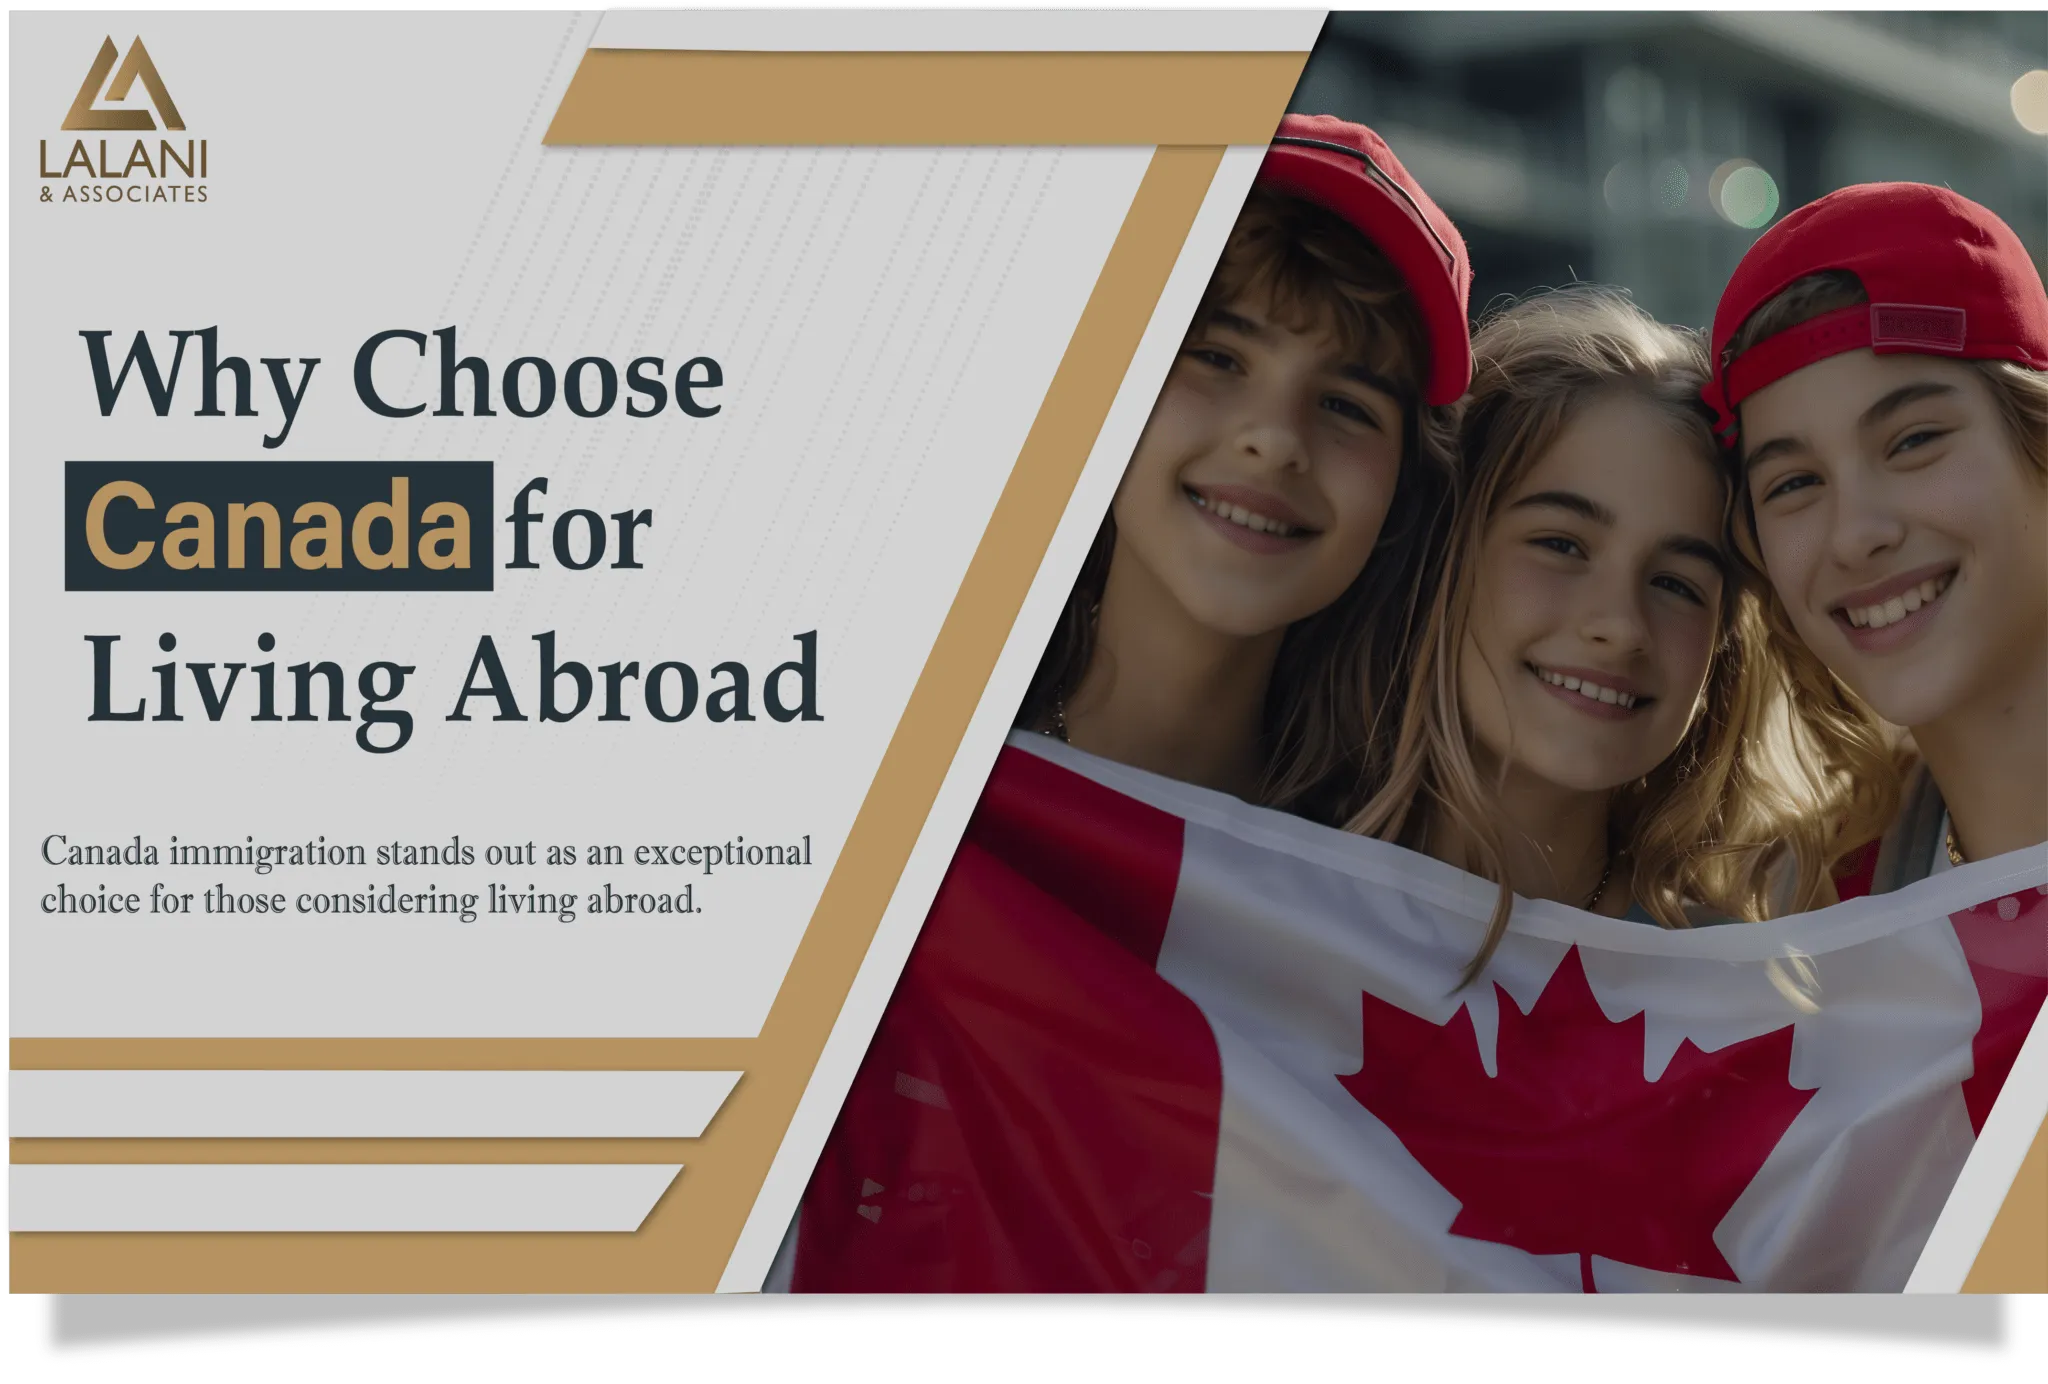 LALANI
& ASSOCIATES
Why Choose
Canada for
Living Abroad
Canada immigration stands out as an exceptional
choice for those considering living abroad.